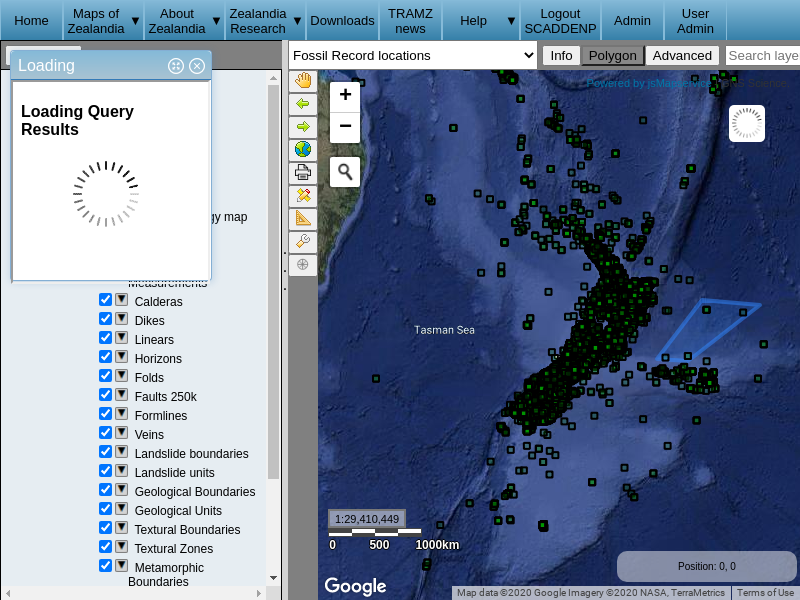 Home
Maps of Zealandia ▼
About Zealandia ▼
Zealandia Research ▼
Downloads
TRAMZ news
Help ▼
Logout SCADDENP
Admin
User Admin
Fossil Record locations
Info
Polygon
Advanced
Search laye
Loading
Loading Query
Results
gy map
Measurements
Calderas
Dikes
Linears
Horizons
Folds
Faults 250k
Formlines
Veins
Landslide boundaries
Landslide units
Geological Boundaries
Geological Units
Textural Boundaries
Textural Zones
Metamorphic
Boundaries
+
−
Powered by jsMapservice
Tasman Sea
1:29,410,449
0 500 1000km
Google
Position: 0, 0
Map data ©2020 Google Imagery ©2020 NASA, TerraMetrics
Terms of Use